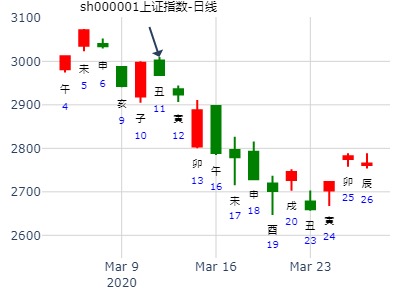 sh000001上证指数-日线
3100
3000
2900
2800
2700
2600
午
4
未
5
申
6
亥
9
子
10
丑
11
寅
12
卯
13
午
16
未
17
申
18
酉
19
戌
20
丑
23
寅
24
卯
25
辰
26
Mar 9
2020
Mar 16
Mar 23